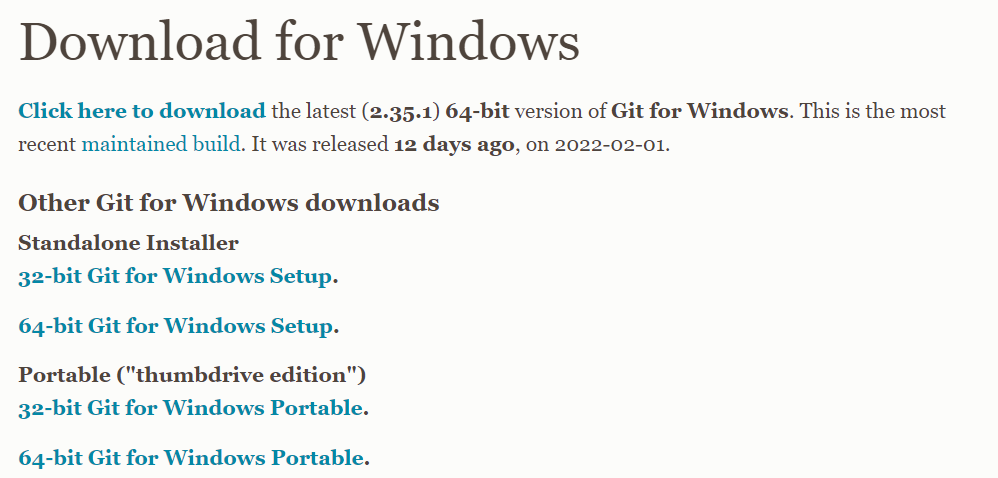 Download for Windows
Click here to download the latest (2.35.1) 64-bit version of Git for Windows. This is the most
recent maintained build. It was released 12 days ago, on 2022-02-01.
Other Git for Windows downloads
Standalone Installer
32-bit Git for Windows Setup.
64-bit Git for Windows Setup.
Portable ("thumbdrive edition")
32-bit Git for Windows Portable.
64-bit Git for Windows Portable.